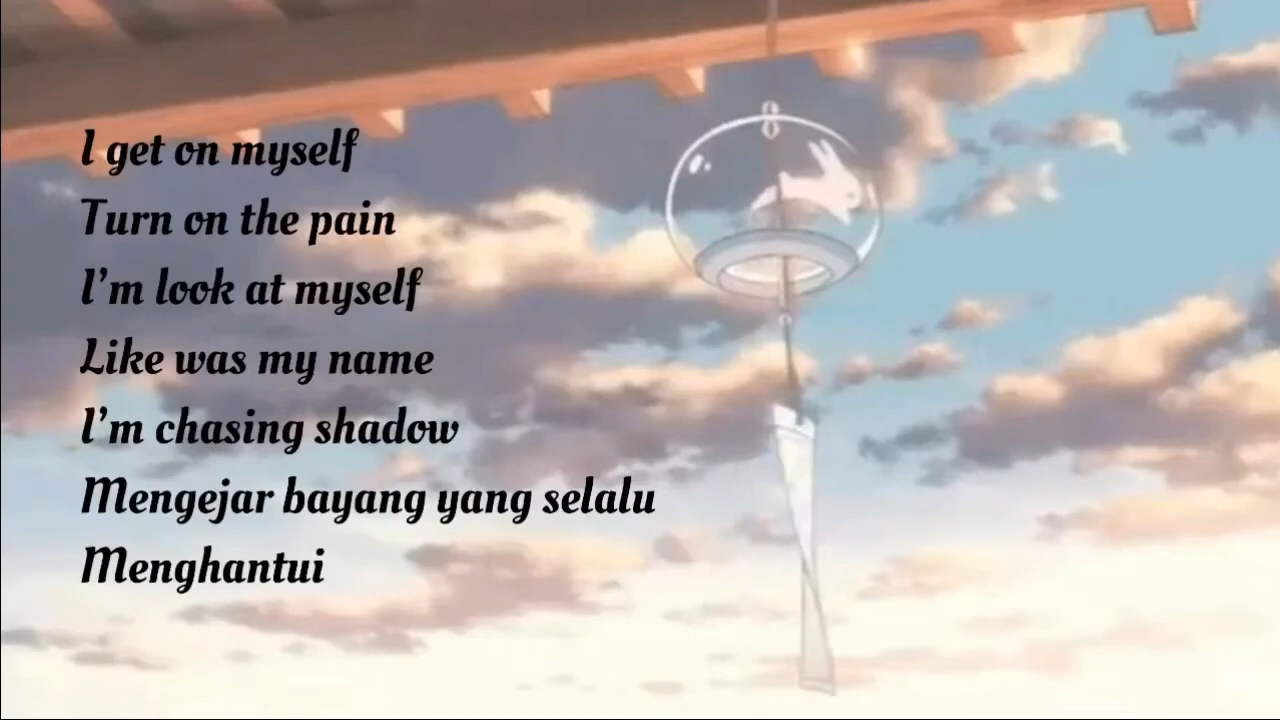 I get on myself
Turn on the pain
I'm look at myself
Like was my name
I'm chasing shadow
Mengejar bayang yang selalu
Menghantui